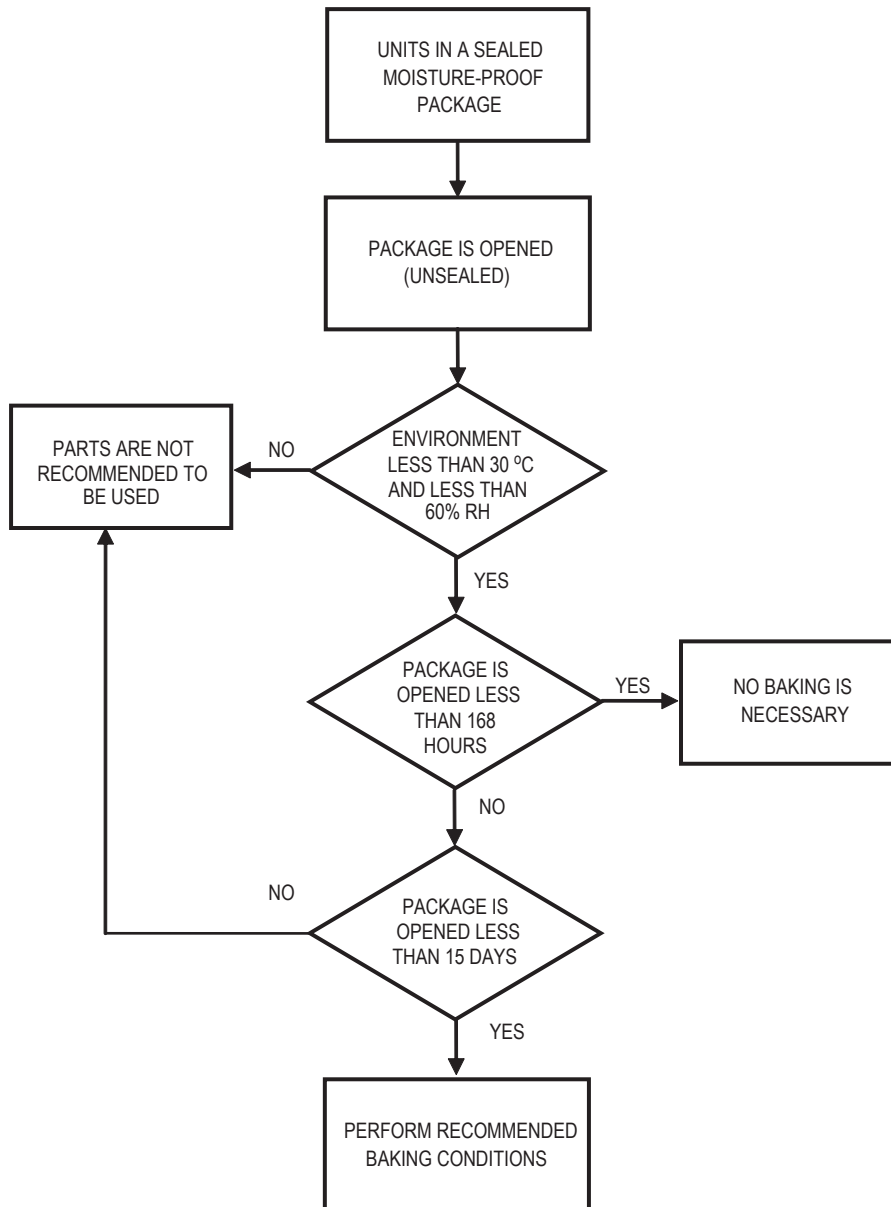 UNITS IN A SEALED
MOISTURE-PROOF
PACKAGE
PACKAGE IS OPENED
(UNSEALED)
ENVIRONMENT
LESS THAN 30 ºC
AND LESS THAN
60% RH
NO
PARTS ARE NOT
RECOMMENDED TO
BE USED
YES
PACKAGE IS
OPENED LESS
THAN 168
HOURS
YES
NO BAKING IS
NECESSARY
NO
PACKAGE IS
OPENED LESS
THAN 15 DAYS
NO
YES
PERFORM RECOMMENDED
BAKING CONDITIONS